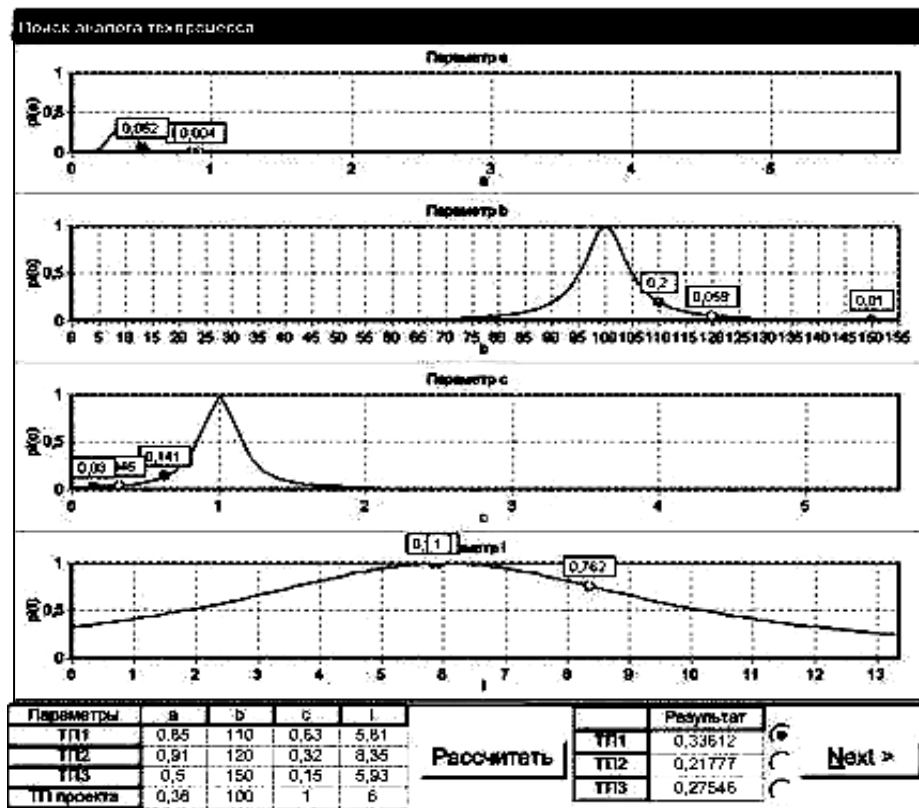 Поиск аналога техпроцесса
Параметр a
p(a)
1
0,5
0
0,052
0,004
0 1 2 3 4 5
a
Параметр b
p(b)
1
0,5
0
0,2
0,058
0,01
0 5 10 15 20 25 30 35 40 45 50 55 60 65 70 75 80 85 90 95 100 105 110 115 120 125 130 135 140 145 150 155
b
Параметр c
p(c)
1
0,5
0
0,03
0,141
0 1 2 3 4 5
c
1
p(l)
1
0,5
0
0,762
0 1 2 3 4 5 6 7 8 9 10 11 12 13
l
Параметры a b c l
ТП1 0,85 110 0,63 5,81
ТП2 0,91 120 0,32 8,35
ТП3 0,5 150 0,15 5,93
ТП проекта 0,36 100 1 6
Рассчитать
Результат
ТП1 0,33612
ТП2 0,21777
ТП3 0,27546
Next >